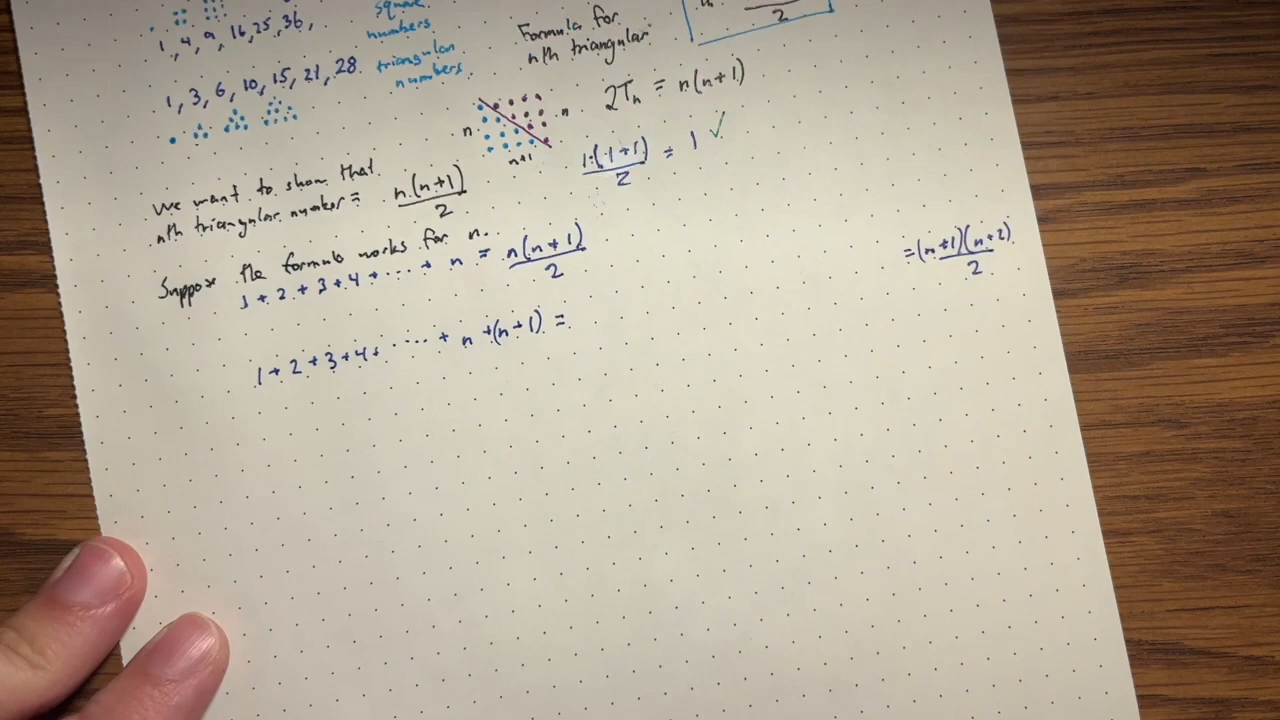 square
numbers
1, 4, 9, 16, 25, 36,
triangular
numbers
1, 3, 6, 10, 15, 21, 28
Formula for
nth triangular
2
2Tn = n(n+1)
n
n
n+1
1·(1+1)/2 = 1 ✓
We want to show that
nth triangular number = n·(n+1)/2
Suppose the formula works for n.
1 + 2 + 3 + 4 + ···· + n = n(n+1)/2
= (n+1)(n+2)/2
1 + 2 + 3 + 4 + ····· + n + (n+1) =